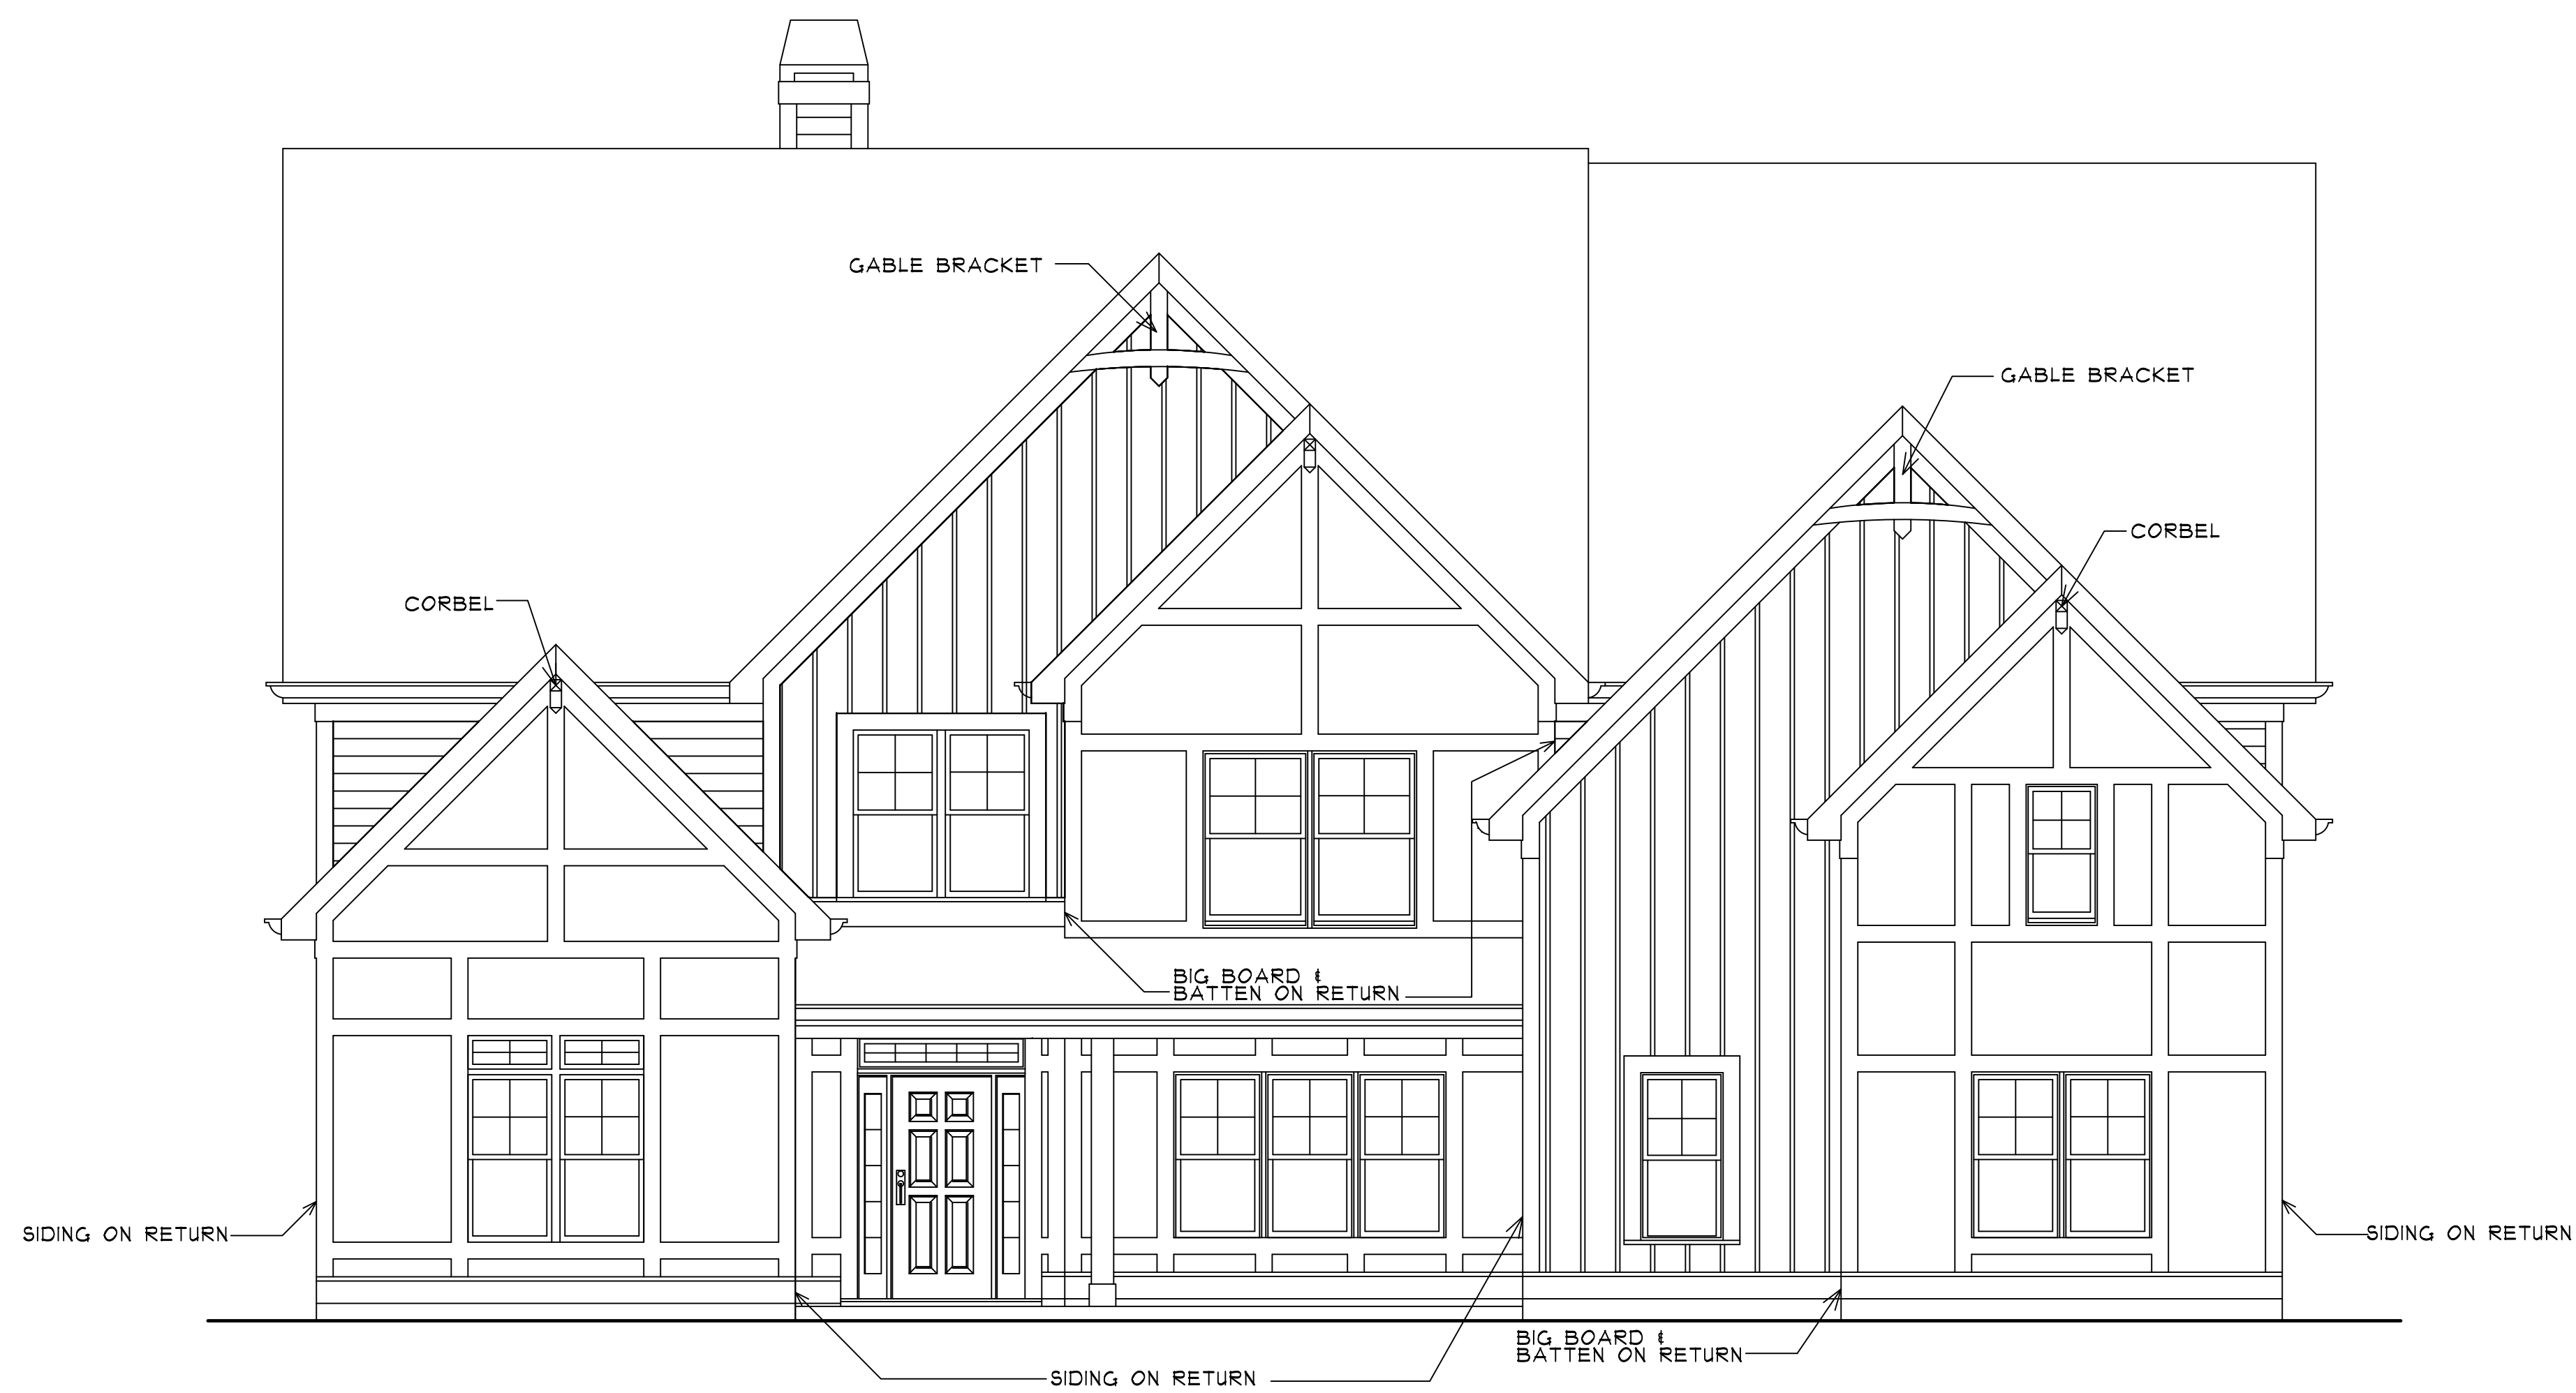 GABLE BRACKET
GABLE BRACKET
CORBEL
CORBEL
BIG BOARD &
BATTEN ON RETURN
SIDING ON RETURN
SIDING ON RETURN
BIG BOARD &
BATTEN ON RETURN
SIDING ON RETURN